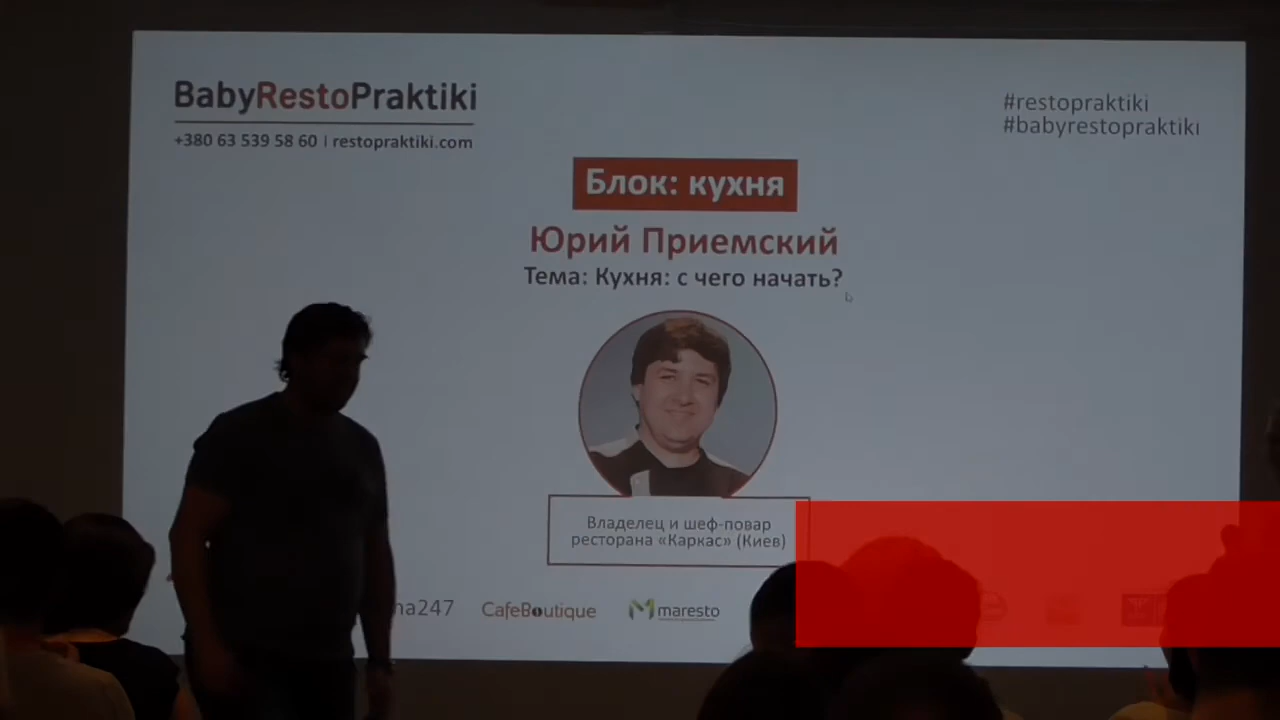 BabyRestoPraktiki
+380 63 539 58 60 | restopraktiki.com
#restopraktiki
#babyrestopraktiki
Блок: кухня
Юрий Приемский
Тема: Кухня: с чего начать?
Владелец и шеф-повар
ресторана «Каркас» (Киев)
na247
CafeBoutique
maresto